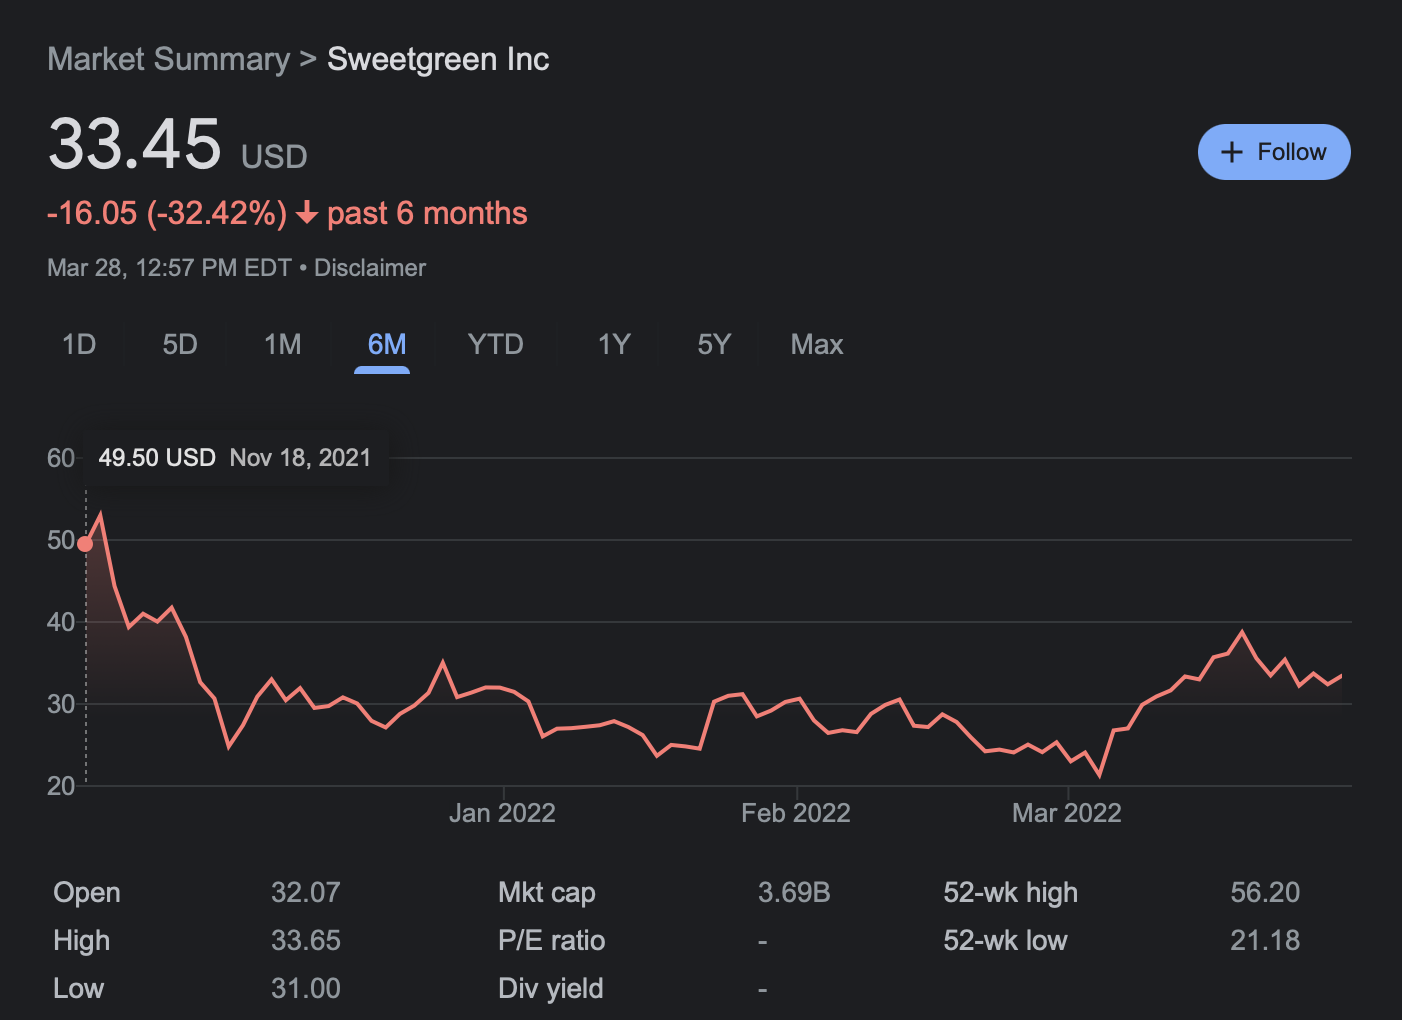 Market Summary > Sweetgreen Inc
33.45 USD
+ Follow
-16.05 (-32.42%) ↓ past 6 months
Mar 28, 12:57 PM EDT • Disclaimer
1D 5D 1M 6M YTD 1Y 5Y Max
60 49.50 USD Nov 18, 2021
50
40
30
20
Jan 2022 Feb 2022 Mar 2022
Open 32.07 Mkt cap 3.69B 52-wk high 56.20
High 33.65 P/E ratio - 52-wk low 21.18
Low 31.00 Div yield -